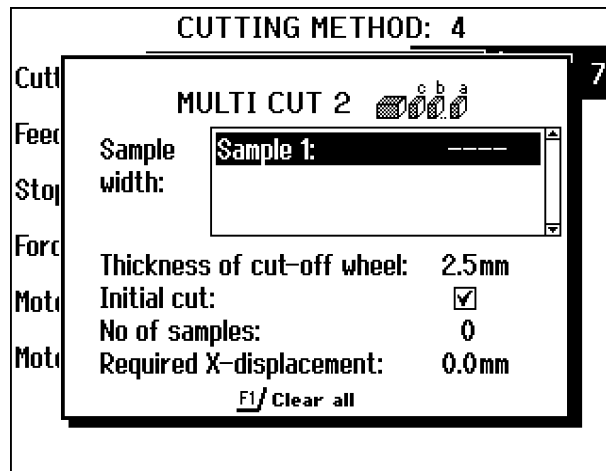 CUTTING METHOD: 4
7
MULTI CUT 2 c b a
Sample width:
Sample 1: ----
Thickness of cut-off wheel: 2.5mm
Initial cut: ☑
No of samples: 0
Required X-displacement: 0.0mm
F1/ Clear all